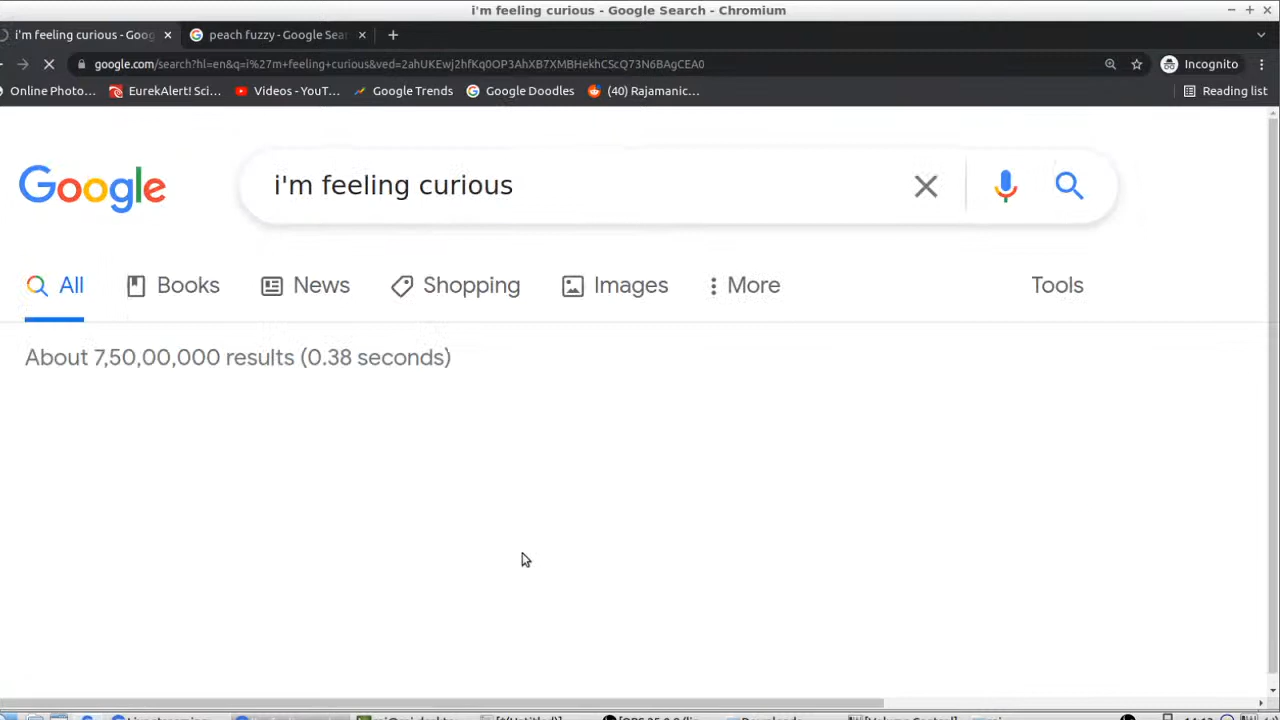 i'm feeling curious - Google Search - Chromium
i'm feeling curious - Goog
peach fuzzy - Google Sear
google.com/search?hl=en&q=i%27m+feeling+curious&ved=2ahUKEwj2hfKq0OP3AhXB7XMBHekhCScQ73N6BAgCEA0
Incognito
Online Photo...
EurekAlert! Sci...
Videos - YouT...
Google Trends
Google Doodles
(40) Rajamanic...
Reading list
Google
i'm feeling curious
All
Books
News
Shopping
Images
More
Tools
About 7,50,00,000 results (0.38 seconds)